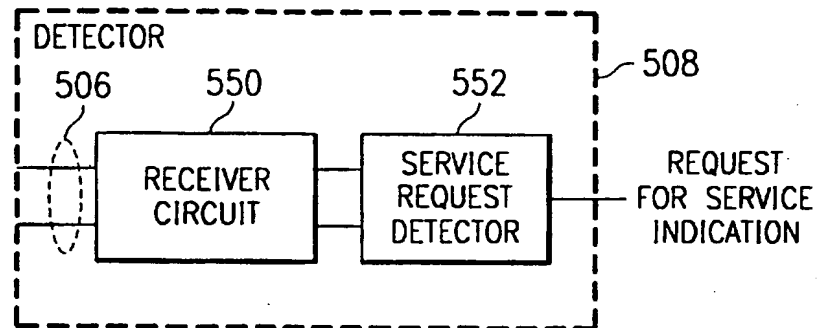 DETECTOR
506
550
552
508
RECEIVER
CIRCUIT
SERVICE
REQUEST
DETECTOR
REQUEST
FOR SERVICE
INDICATION